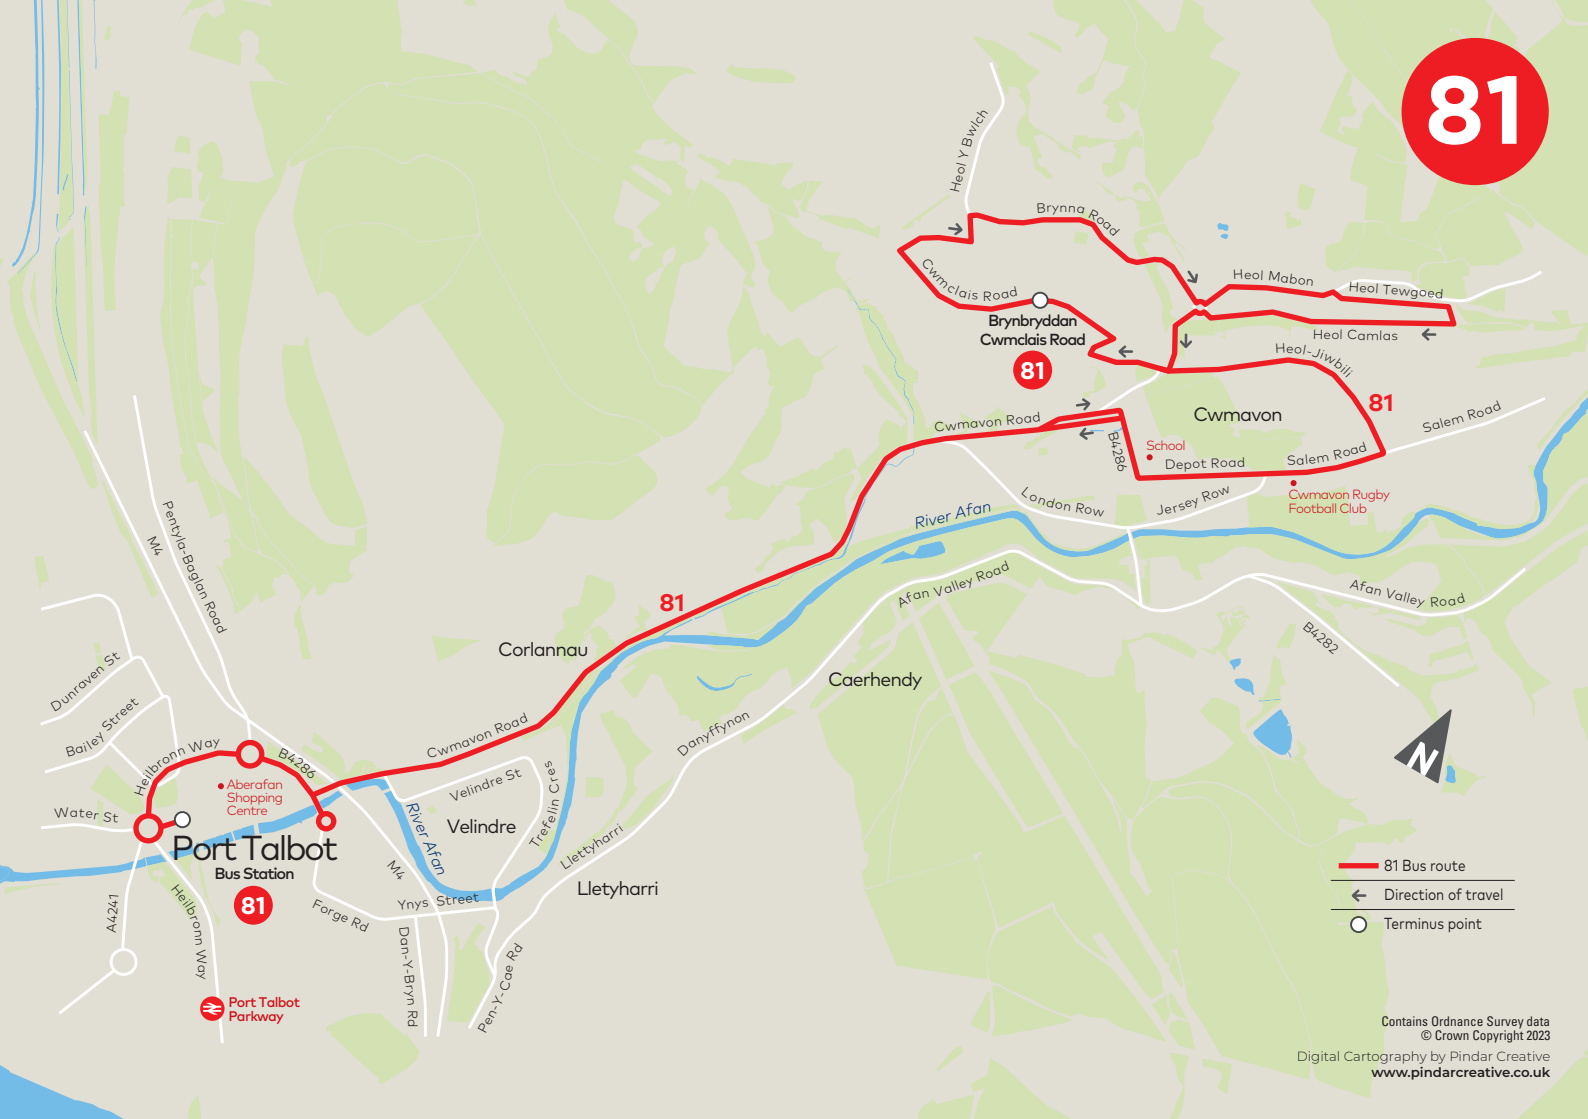 81
Heol Y Bwlch
Brynna Road
Cwmclais Road
Heol Mabon
Heol Tewgoed
Heol Camlas
Brynbryddan
Cwmclais Road
81
Heol-Jiwbili
81
Cwmavon
Salem Road
Cwmavon Road
B4286
School
Depot Road
Salem Road
Cwmavon Rugby
Football Club
London Row
Jersey Row
River Afan
Afan Valley Road
Afan Valley Road
B4282
Pentyla-Baglan Road
M4
81
Corlannau
Caerhendy
Dunraven St
Bailey Street
Heilbronn Way
B4286
Cwmavon Road
Danyffynon
Aberafan
Shopping
Centre
Water St
Velindre St
Trefelin Cres
River Afan
Velindre
Port Talbot
Bus Station
81
M4
Lletyharri
Lletyharri
A4241
Heilbronn Way
Forge Rd
Ynys Street
Dan-Y-Bryn Rd
Pen-Y-Cae Rd
Port Talbot
Parkway
N
81 Bus route
Direction of travel
Terminus point
Contains Ordnance Survey data
© Crown Copyright 2023
Digital Cartography by Pindar Creative
www.pindarcreative.co.uk